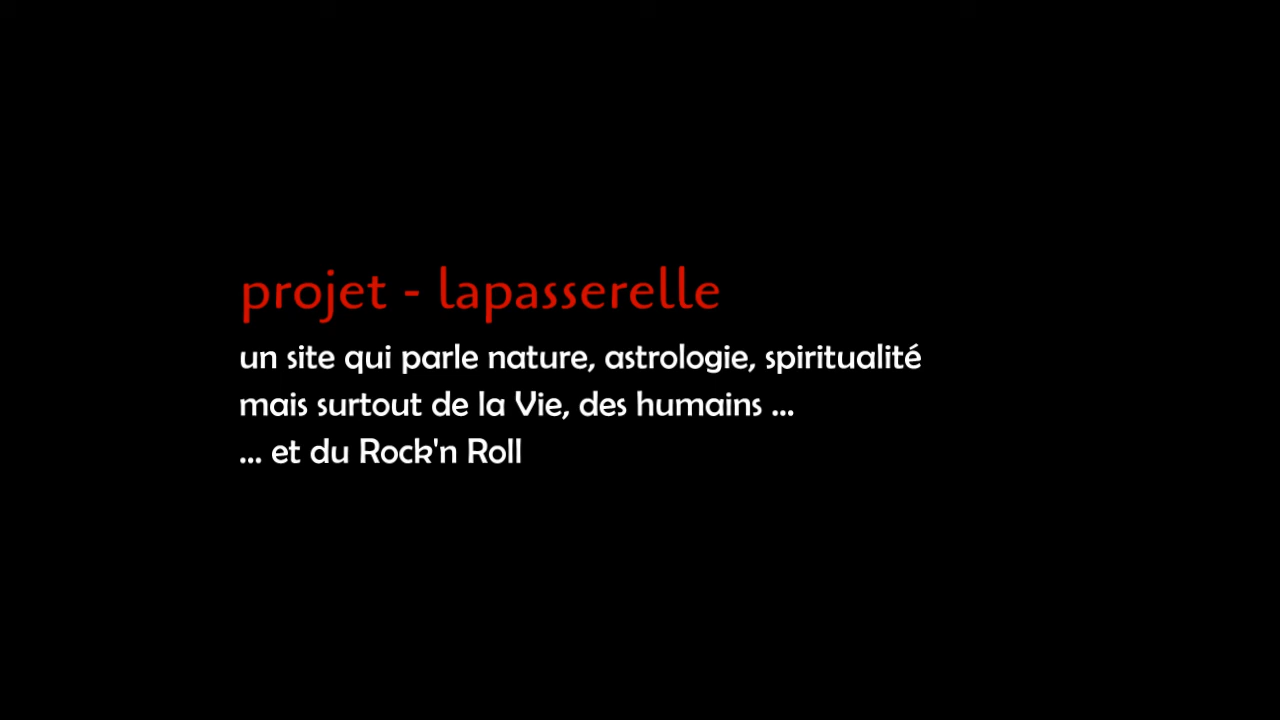 projet - lapasserelle
un site qui parle nature, astrologie, spiritualité
mais surtout de la Vie, des humains ...
... et du Rock'n Roll